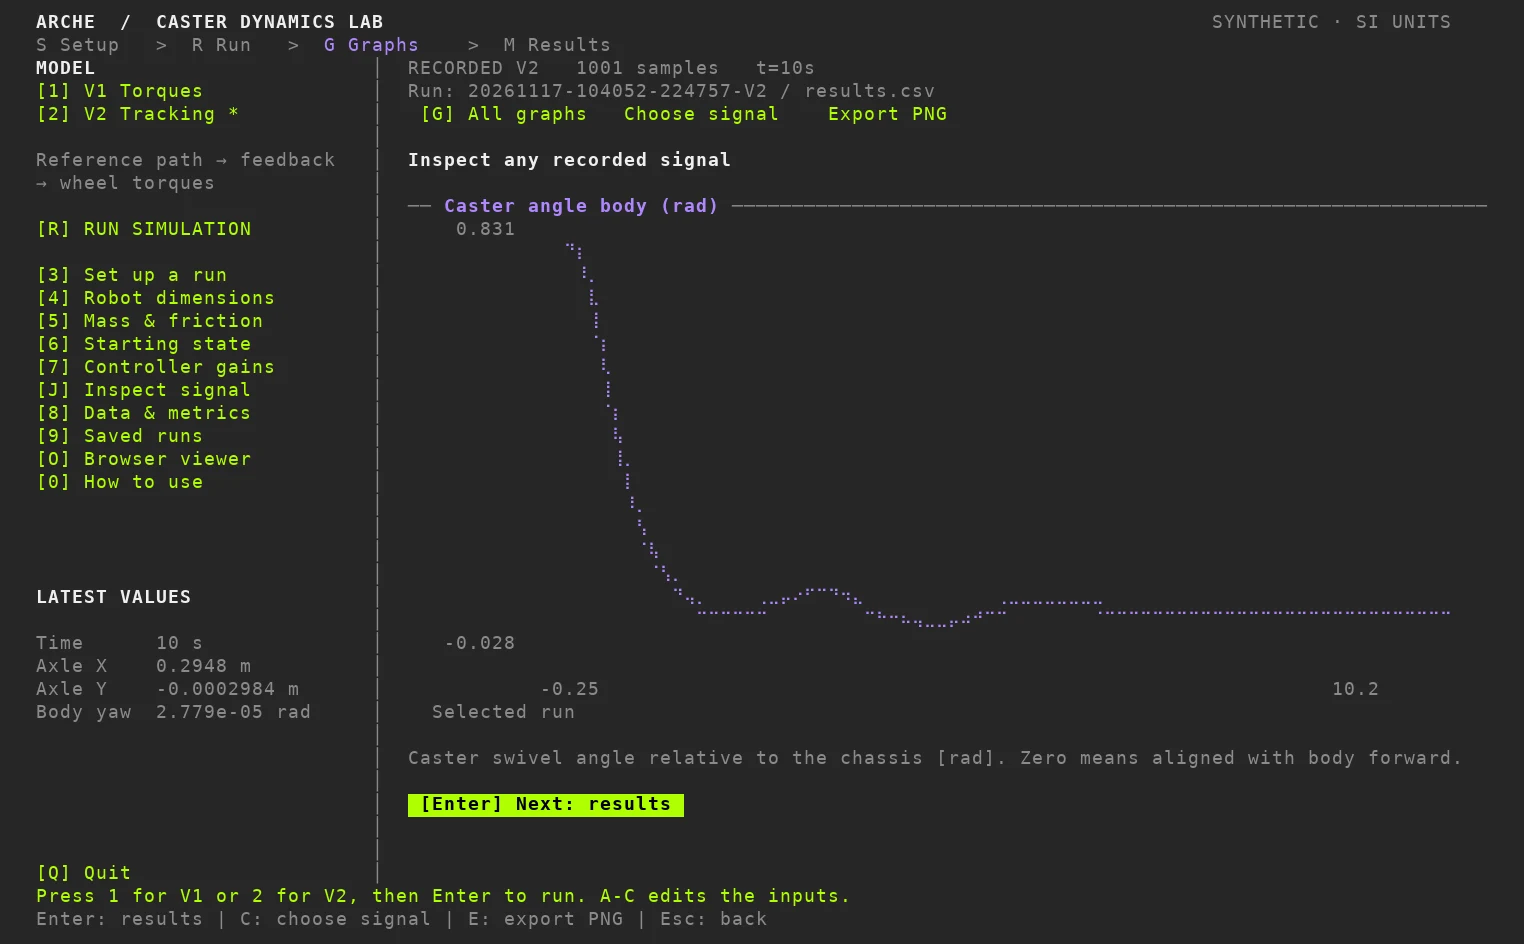 ARCHE / CASTER DYNAMICS LAB SYNTHETIC · SI UNITS
S Setup > R Run > G Graphs > M Results
MODEL
[1] V1 Torques
[2] V2 Tracking *
Reference path → feedback
→ wheel torques
[R] RUN SIMULATION
[3] Set up a run
[4] Robot dimensions
[5] Mass & friction
[6] Starting state
[7] Controller gains
[J] Inspect signal
[8] Data & metrics
[9] Saved runs
[O] Browser viewer
[0] How to use
LATEST VALUES
Time 10 s
Axle X 0.2948 m
Axle Y -0.0002984 m
Body yaw 2.779e-05 rad
[Q] Quit
RECORDED V2 1001 samples t=10s
Run: 20261117-104052-224757-V2 / results.csv
[G] All graphs Choose signal Export PNG
Inspect any recorded signal
Caster angle body (rad)
0.831
-0.028
-0.25 10.2
Selected run
Caster swivel angle relative to the chassis [rad]. Zero means aligned with body forward.
[Enter] Next: results
Press 1 for V1 or 2 for V2, then Enter to run. A-C edits the inputs.
Enter: results | C: choose signal | E: export PNG | Esc: back